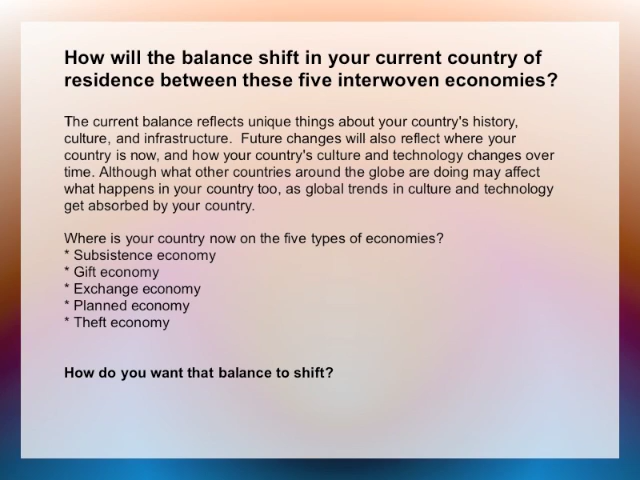 How will the balance shift in your current country of
residence between these five interwoven economies?
The current balance reflects unique things about your country's history,
culture, and infrastructure.  Future changes will also reflect where your
country is now, and how your country's culture and technology changes over
time. Although what other countries around the globe are doing may affect
what happens in your country too, as global trends in culture and technology
get absorbed by your country.
Where is your country now on the five types of economies?
* Subsistence economy
* Gift economy
* Exchange economy
* Planned economy
* Theft economy
How do you want that balance to shift?